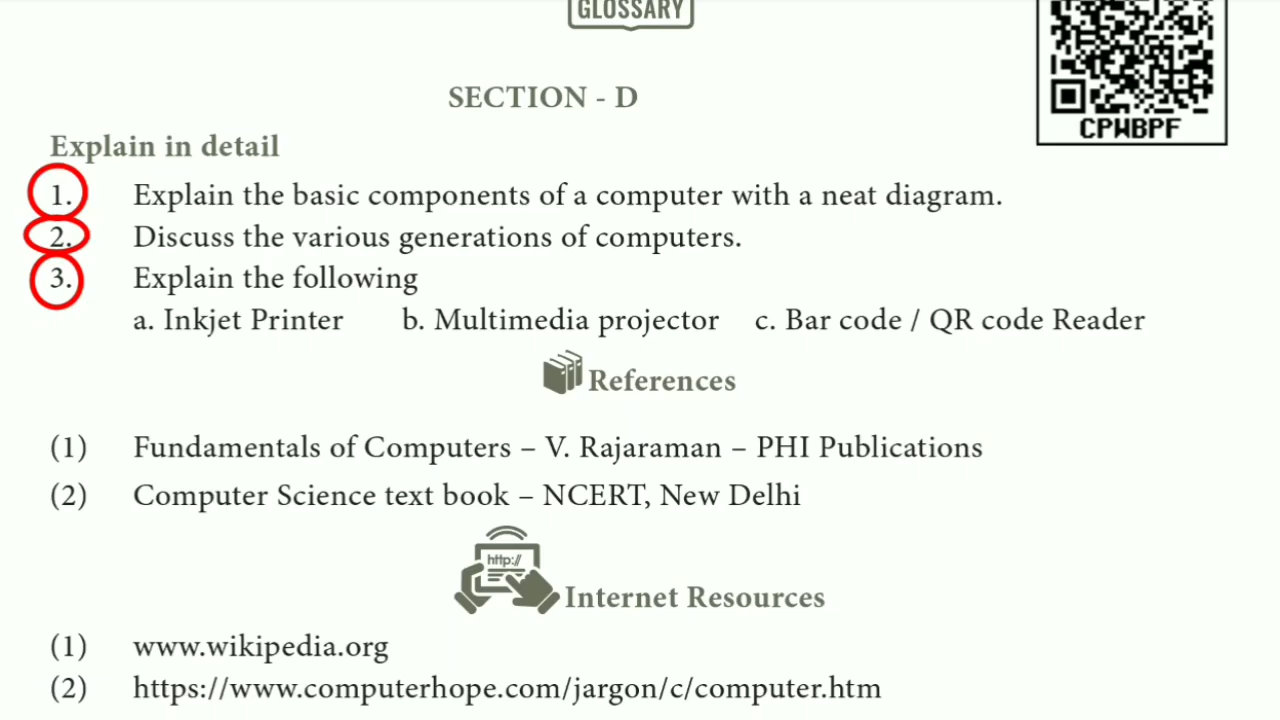 GLOSSARY
CPWBPF
SECTION - D
Explain in detail
1. Explain the basic components of a computer with a neat diagram.
2. Discuss the various generations of computers.
3. Explain the following
a. Inkjet Printer b. Multimedia projector c. Bar code / QR code Reader
References
(1) Fundamentals of Computers – V. Rajaraman – PHI Publications
(2) Computer Science text book – NCERT, New Delhi
http://
Internet Resources
(1) www.wikipedia.org
(2) https://www.computerhope.com/jargon/c/computer.htm